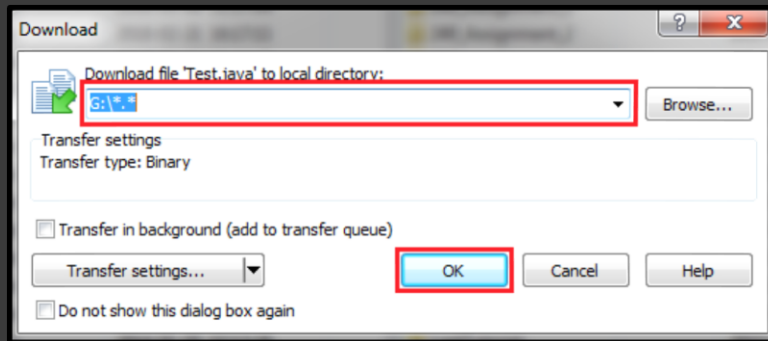 Download
Download file 'Test.java' to local directory:
G:\*.*
Browse...
Transfer settings
Transfer type: Binary
Transfer in background (add to transfer queue)
Transfer settings...
OK
Cancel
Help
Do not show this dialog box again